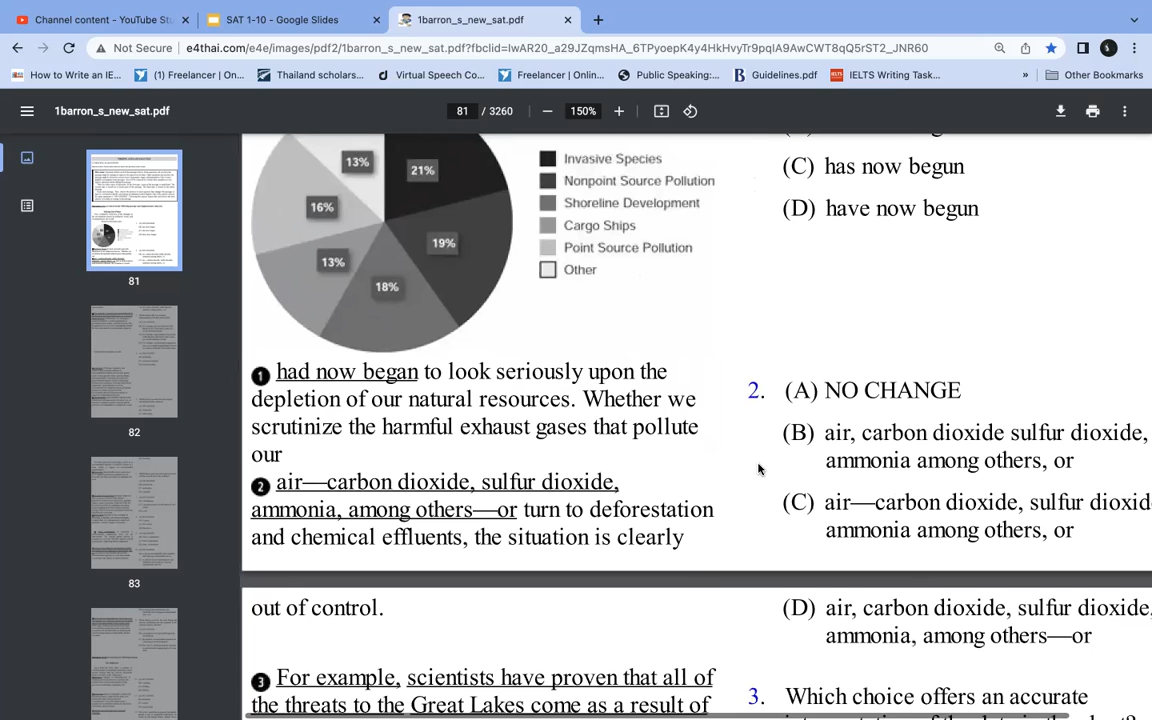 Channel content - YouTube Stu
SAT 1-10 - Google Slides
1barron_s_new_sat.pdf
Not Secure
e4thai.com/e4e/images/pdf2/1barron_s_new_sat.pdf?fbclid=IwAR20_a29JZqmsHA_6TPyoepK4y4HkHvyTr9pqIA9AwCWT8qQ5rST2_JNR60
How to Write an IE...
(1) Freelancer | On...
Thailand scholars...
Virtual Speech Co...
Freelancer | Onlin...
Public Speaking:...
Guidelines.pdf
IELTS Writing Task...
»
Other Bookmarks
1barron_s_new_sat.pdf
81 / 3260
150%
81
82
83
13%
21%
16%
19%
13%
18%
Invasive Species
Nonpoint Source Pollution
Shoreline Development
Cargo Ships
Point Source Pollution
Other
(C) has now begun
(D) have now begun
1 had now began to look seriously upon the
depletion of our natural resources. Whether we
scrutinize the harmful exhaust gases that pollute
our
2 air—carbon dioxide, sulfur dioxide,
ammonia, among others—or turn to deforestation
and chemical effluents, the situation is clearly
2. (A) NO CHANGE
(B) air, carbon dioxide sulfur dioxide,
ammonia among others, or
(C) air—carbon dioxide, sulfur dioxid
ammonia among others, or
out of control.
(D) air, carbon dioxide, sulfur dioxide,
ammonia, among others—or
3 For example, scientists have proven that all of
the threats to the Great Lakes come as a result of
3. Which choice offers an accurate